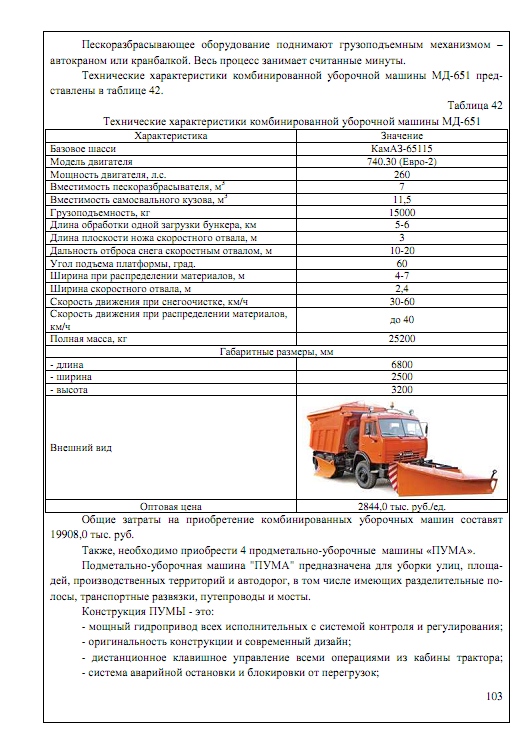 Пескоразбрасывающее оборудование поднимают грузоподъемным механизмом –
автокраном или кранбалкой. Весь процесс занимает считанные минуты.
Технические характеристики комбинированной уборочной машины МД-651 пред-
ставлены в таблице 42.
Таблица 42
Технические характеристики комбинированной уборочной машины МД-651
Характеристика Значение
Базовое шасси КамАЗ-65115
Модель двигателя 740.30 (Евро-2)
Мощность двигателя, л.с. 260
Вместимость пескоразбрасывателя, м³ 7
Вместимость самосвального кузова, м³ 11,5
Грузоподъемность, кг 15000
Длина обработки одной загрузки бункера, км 5-6
Длина плоскости ножа скоростного отвала, м 3
Дальность отброса снега скоростным отвалом, м 10-20
Угол подъема платформы, град. 60
Ширина при распределении материалов, м 4-7
Ширина скоростного отвала, м 2,4
Скорость движения при снегоочистке, км/ч 30-60
Скорость движения при распределении материалов,
км/ч до 40
Полная масса, кг 25200
Габаритные размеры, мм
- длина 6800
- ширина 2500
- высота 3200
Внешний вид
Оптовая цена 2844,0 тыс. руб./ед.
Общие затраты на приобретение комбинированных уборочных машин составят
19908,0 тыс. руб.
Также, необходимо приобрести 4 продметально-уборочные машины «ПУМА».
Подметально-уборочная машина "ПУМА" предназначена для уборки улиц, площа-
дей, производственных территорий и автодорог, в том числе имеющих разделительные по-
лосы, транспортные развязки, путепроводы и мосты.
Конструкция ПУМЫ - это:
- мощный гидропривод всех исполнительных с системой контроля и регулирования;
- оригинальность конструкции и современный дизайн;
- дистанционное клавишное управление всеми операциями из кабины трактора;
- система аварийной остановки и блокировки от перегрузок;
103